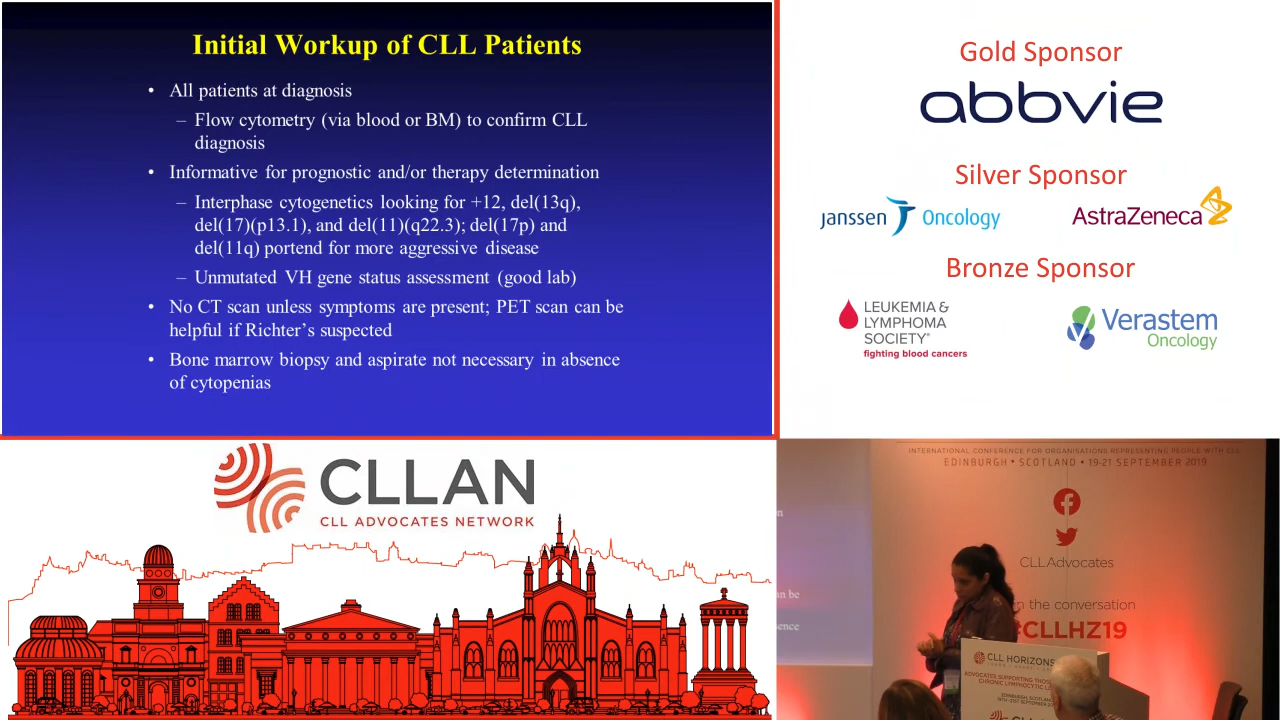 Initial Workup of CLL Patients
• All patients at diagnosis
– Flow cytometry (via blood or BM) to confirm CLL
diagnosis
• Informative for prognostic and/or therapy determination
– Interphase cytogenetics looking for +12, del(13q),
del(17)(p13.1), and del(11)(q22.3); del(17p) and
del(11q) portend for more aggressive disease
– Unmutated VH gene status assessment (good lab)
• No CT scan unless symptoms are present; PET scan can be
helpful if Richter's suspected
• Bone marrow biopsy and aspirate not necessary in absence
of cytopenias
Gold Sponsor
abbvie
Silver Sponsor
janssen Oncology
AstraZeneca
Bronze Sponsor
LEUKEMIA &
LYMPHOMA
SOCIETY®
fighting blood cancers
Verastem
Oncology
CLLAN
CLL ADVOCATES NETWORK
INTERNATIONAL CONFERENCE FOR ORGANISATIONS REPRESENTING PEOPLE WITH CLL
EDINBURGH • SCOTLAND • 19-21 SEPTEMBER 2019
CLLAdvocates
the conversation
CLLHZ19
CLL HORIZONS
ADVOCATES SUPPORTING
CHRONIC LYMPHOCYTIC